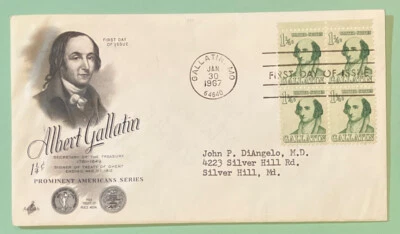 FIRST DAY
OF ISSUE
Albert Gallatin
SECRETARY OF THE TREASURY
1¼¢
PROMINENT AMERICANS SERIES
GALLATIN, MO.
JAN
30
1967
64640
FIRST DAY OF ISSUE
1¼¢
1¼¢
GALLATIN
GALLATIN
1¼¢
1¼¢
GALLATIN
GALLATIN
John P. DiAngelo, M.D.
4223 Silver Hill Rd,
Silver Hill, Md.